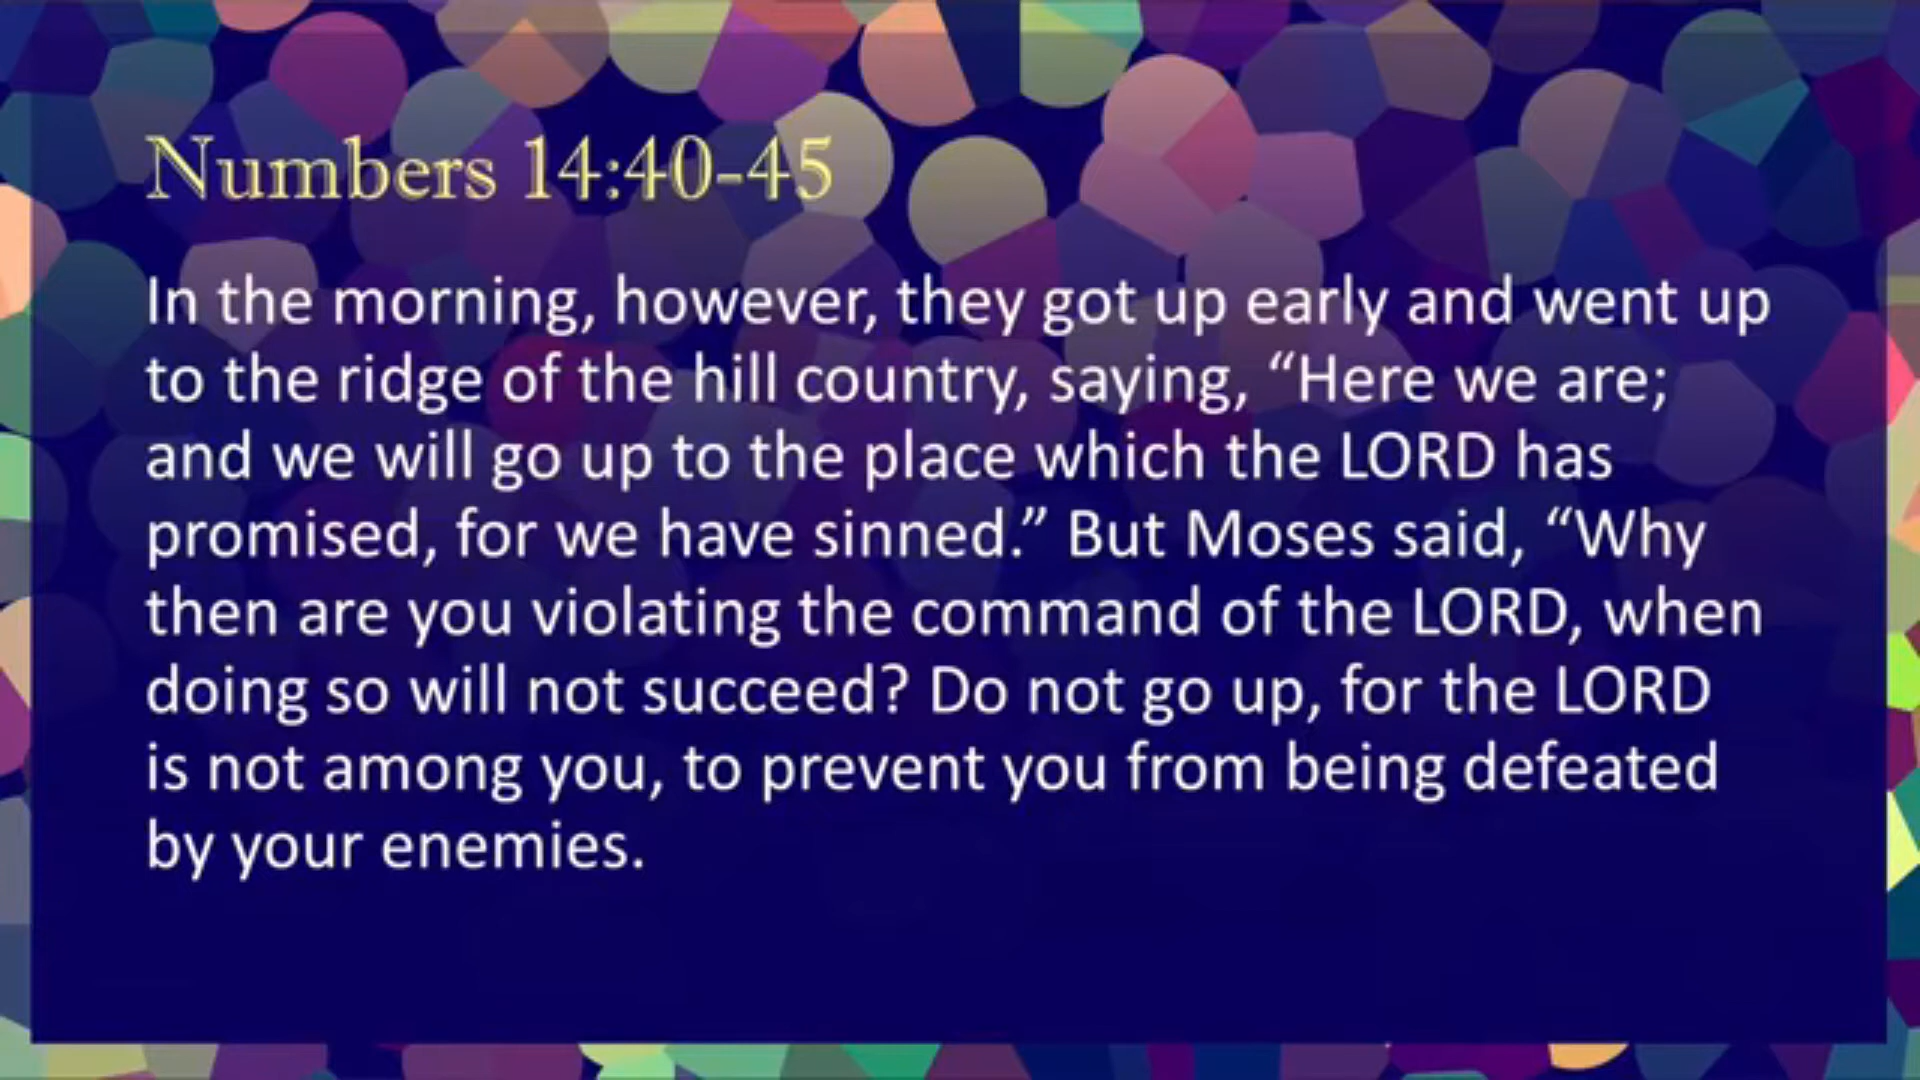 Numbers 14:40-45
In the morning, however, they got up early and went up
to the ridge of the hill country, saying, “Here we are;
and we will go up to the place which the LORD has
promised, for we have sinned.” But Moses said, “Why
then are you violating the command of the LORD, when
doing so will not succeed? Do not go up, for the LORD
is not among you, to prevent you from being defeated
by your enemies.